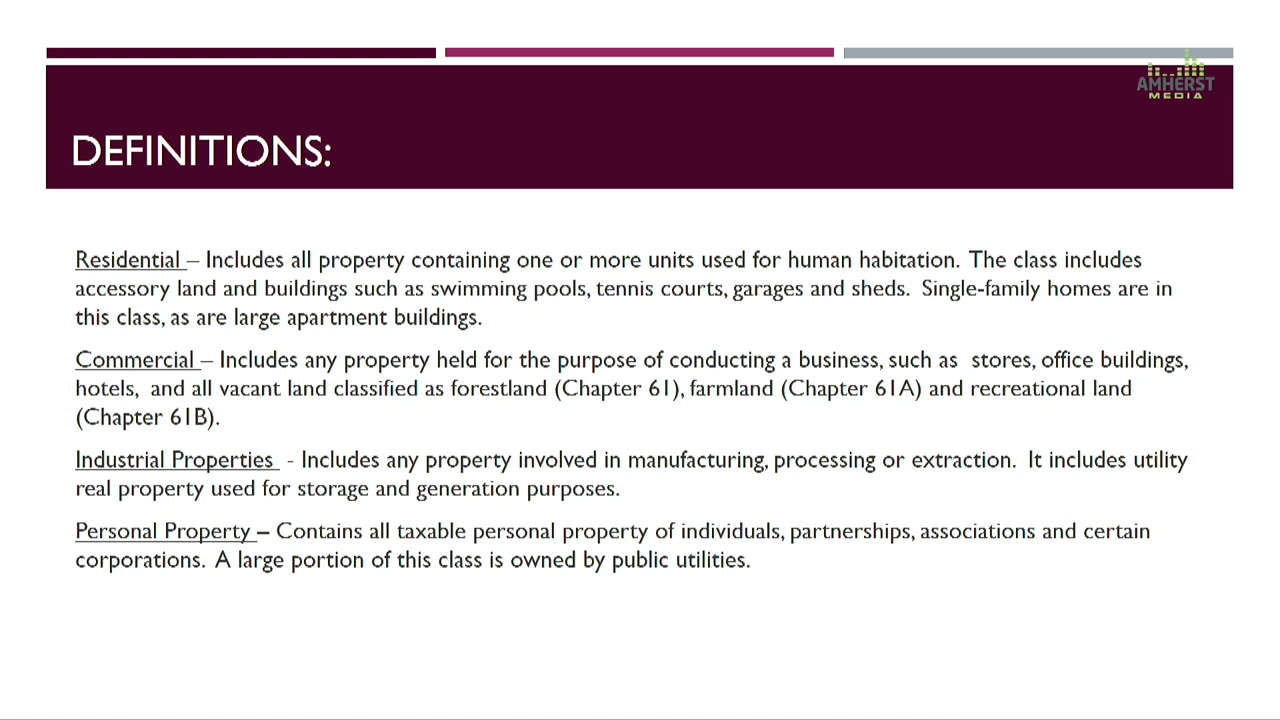 AMHERST
MEDIA
DEFINITIONS:
Residential – Includes all property containing one or more units used for human habitation. The class includes
accessory land and buildings such as swimming pools, tennis courts, garages and sheds. Single-family homes are in
this class, as are large apartment buildings.
Commercial – Includes any property held for the purpose of conducting a business, such as stores, office buildings,
hotels, and all vacant land classified as forestland (Chapter 61), farmland (Chapter 61A) and recreational land
(Chapter 61B).
Industrial Properties - Includes any property involved in manufacturing, processing or extraction. It includes utility
real property used for storage and generation purposes.
Personal Property – Contains all taxable personal property of individuals, partnerships, associations and certain
corporations. A large portion of this class is owned by public utilities.